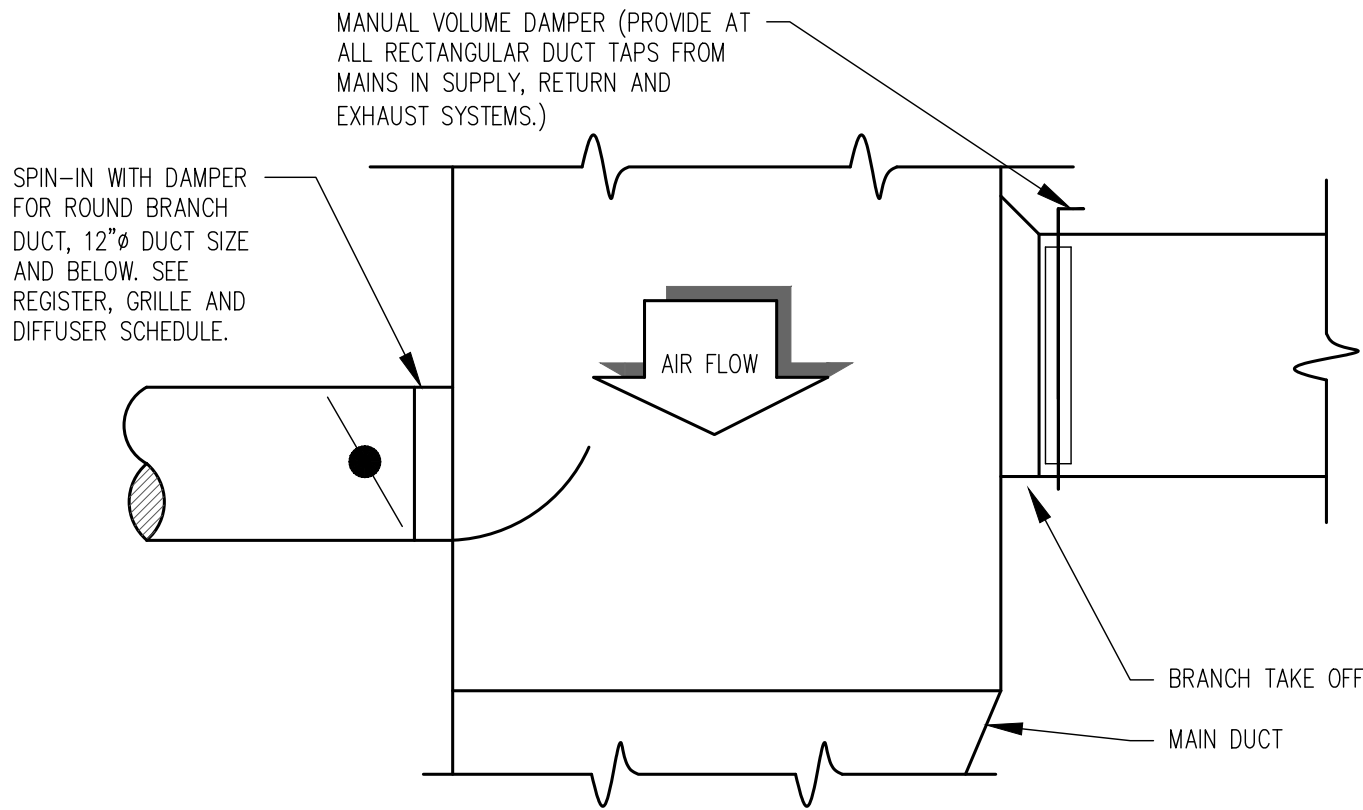 MANUAL VOLUME DAMPER (PROVIDE AT
ALL RECTANGULAR DUCT TAPS FROM
MAINS IN SUPPLY, RETURN AND
EXHAUST SYSTEMS.)
SPIN-IN WITH DAMPER
FOR ROUND BRANCH
DUCT, 12"ø DUCT SIZE
AND BELOW. SEE
REGISTER, GRILLE AND
DIFFUSER SCHEDULE.
AIR FLOW
BRANCH TAKE OFF
MAIN DUCT